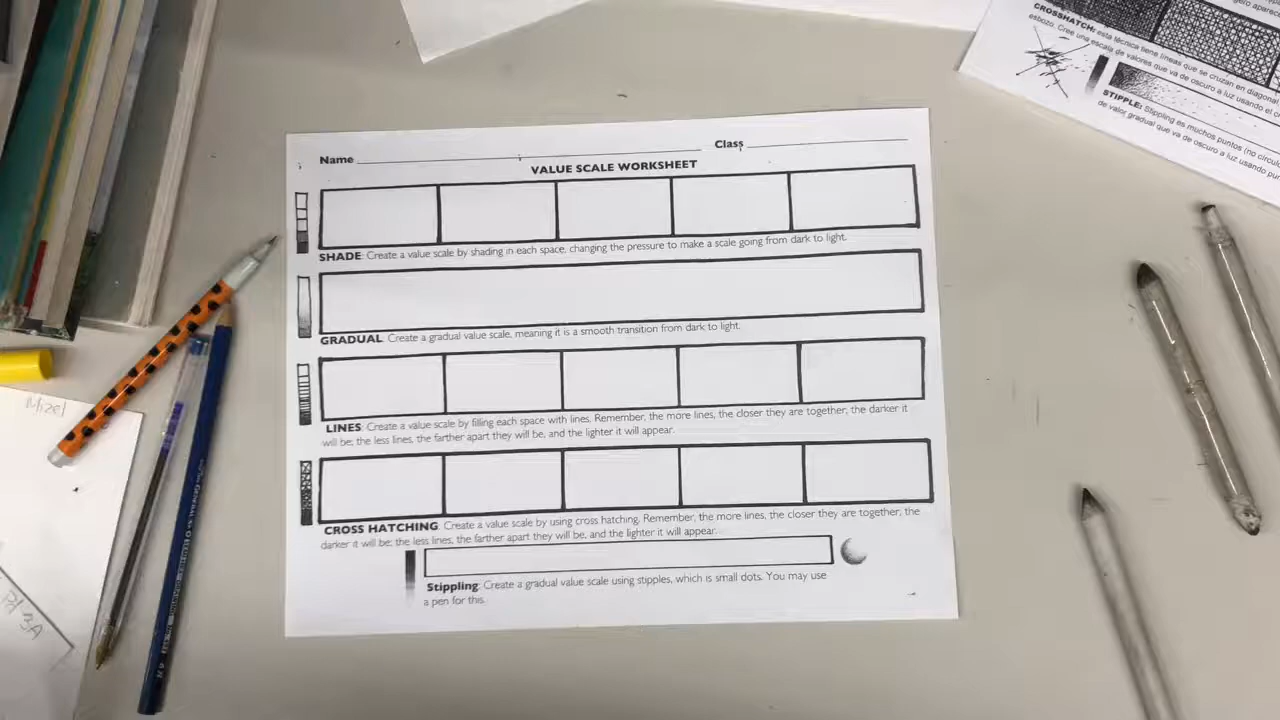 Name Class
VALUE SCALE WORKSHEET
SHADE: Create a value scale by shading in each space, changing the pressure to make a scale going from dark to light.
GRADUAL: Create a gradual value scale, meaning it is a smooth transition from dark to light.
LINES: Create a value scale by filling each space with lines. Remember, the more lines, the closer they are together, the darker it
will be; the less lines, the farther apart they will be, and the lighter it will appear.
CROSS HATCHING: Create a value scale by using cross hatching. Remember, the more lines, the closer they are together, the
darker it will be; the less lines, the farther apart they will be, and the lighter it will appear.
Stippling: Create a gradual value scale using stipples, which is small dots. You may use
a pen for this.
CROSSHATCH: esta técnica tiene líneas que se cruzan en diagonal
esbozo. Cree una escala de valores que va de oscuro a luz usando el
STIPPLE: Stippling es muchos puntos (no
de valor gradual que va de oscuro a luz usando
Mizel
3A